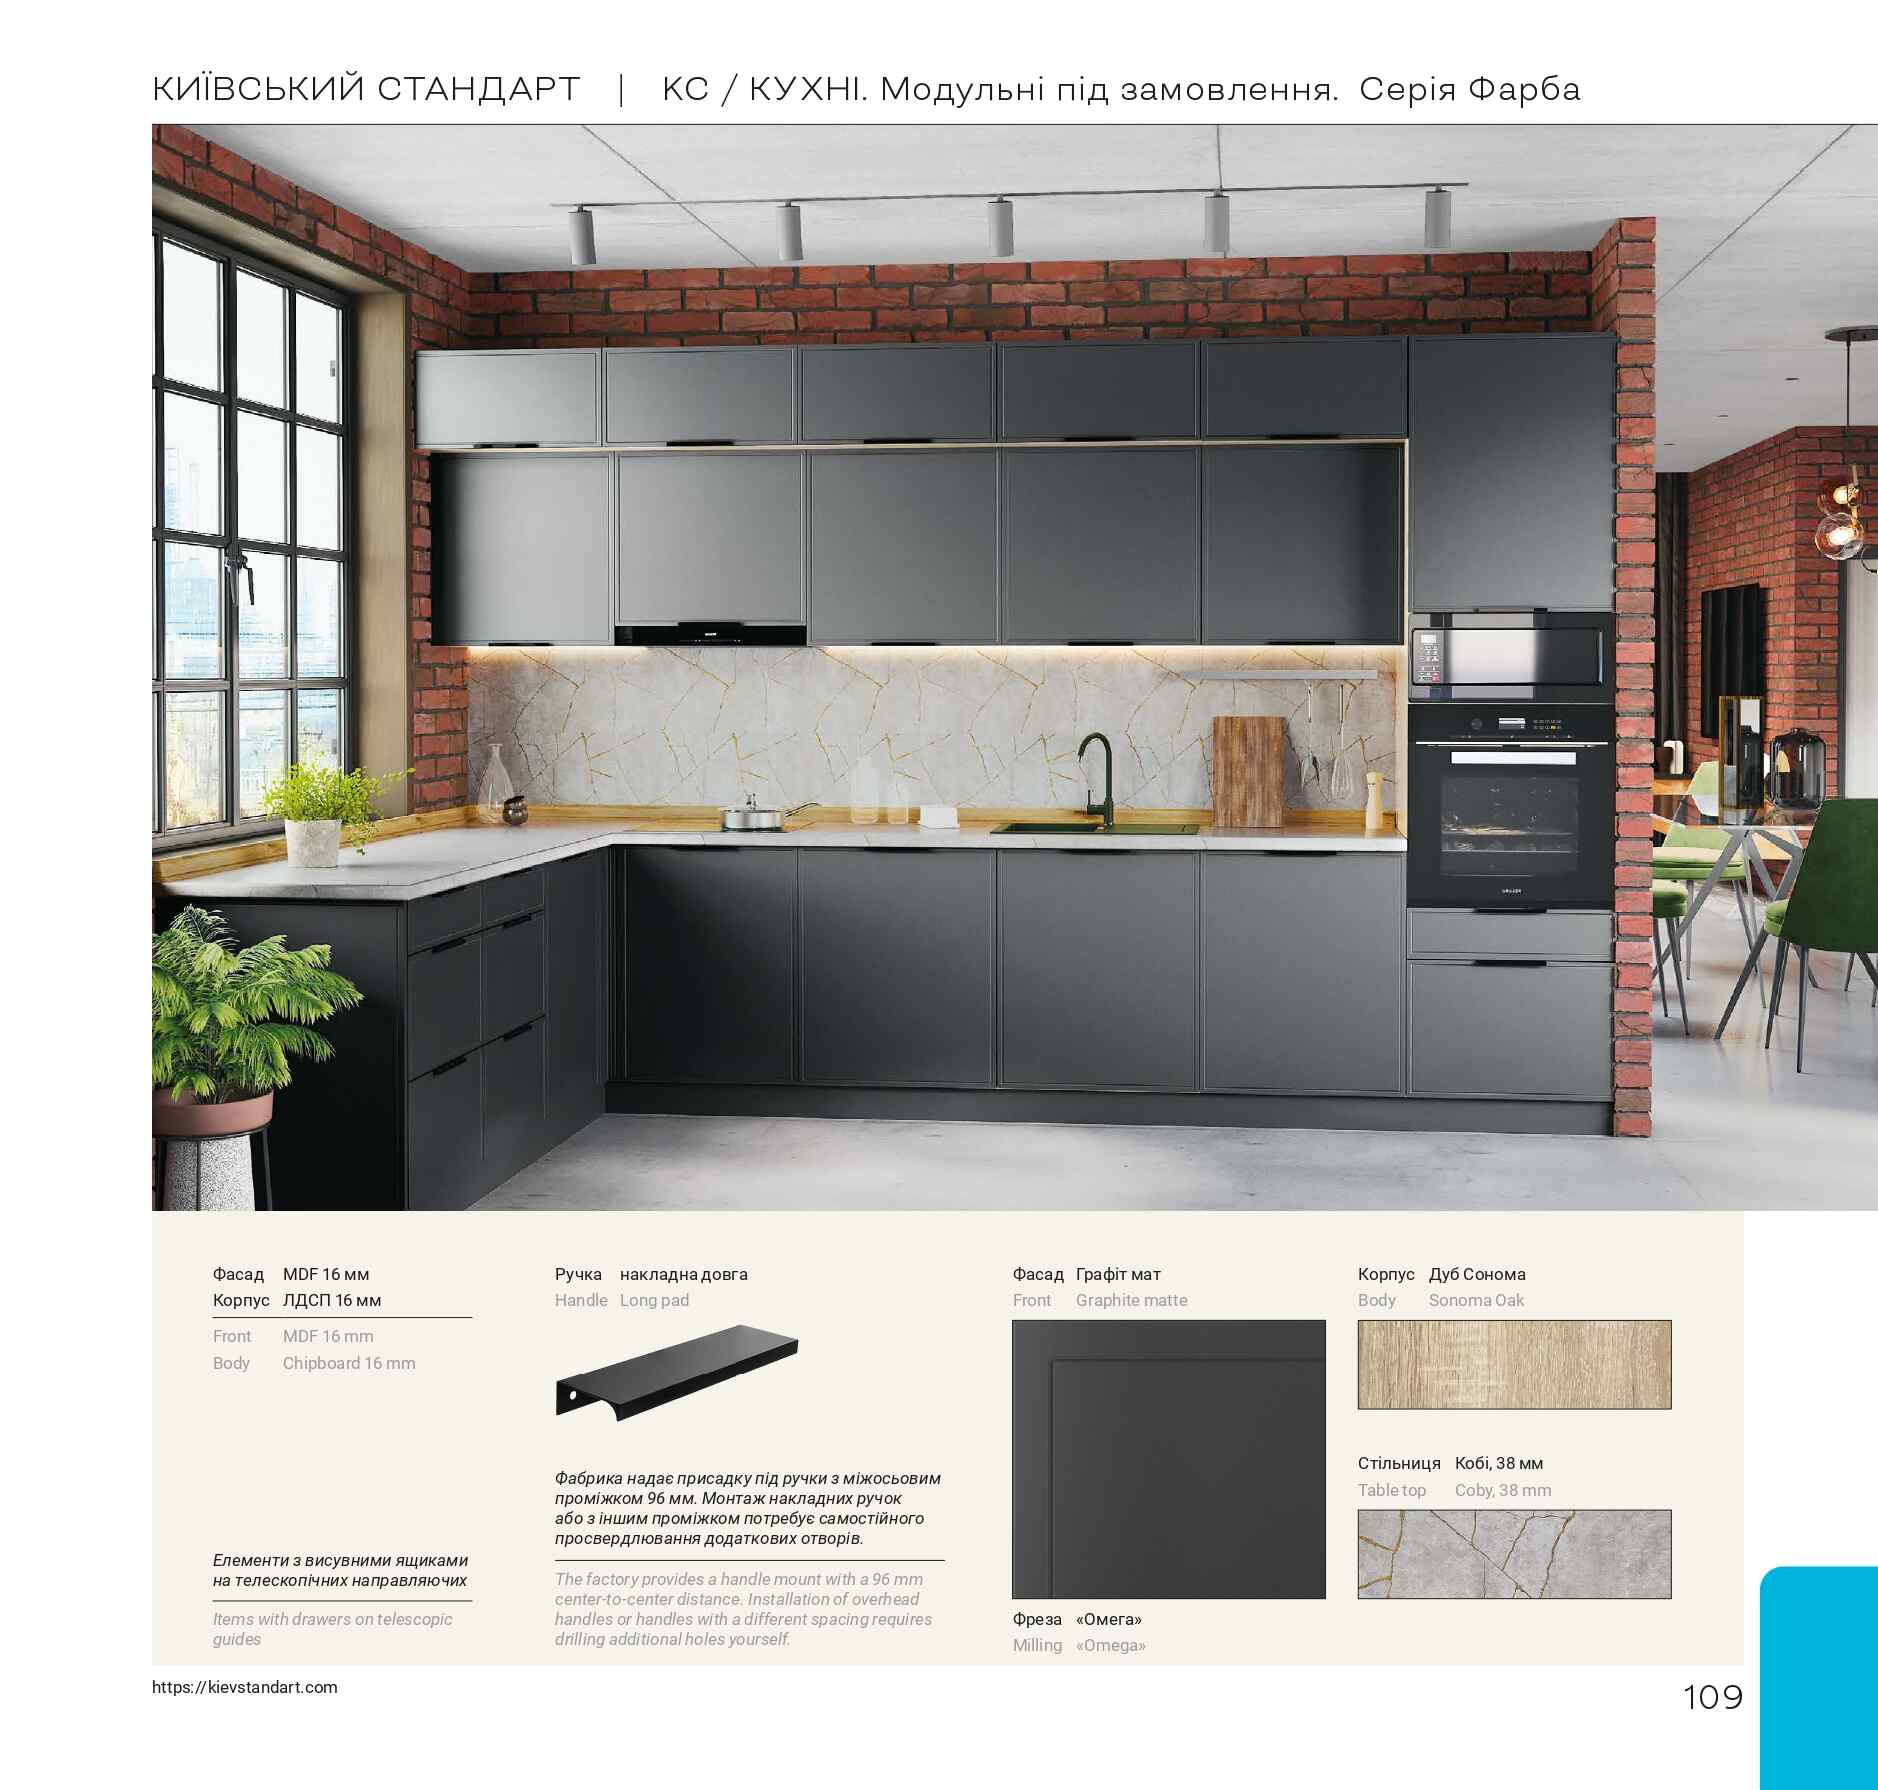 КИЇВСЬКИЙ СТАНДАРТ | КС / КУХНІ. Модульні під замовлення. Серія Фарба
Фасад MDF 16 мм
Корпус ЛДСП 16 мм
Front MDF 16 mm
Body Chipboard 16 mm
Елементи з висувними ящиками
на телескопічних направляючих
Items with drawers on telescopic
guides
Ручка накладна довга
Handle Long pad
Фабрика надає присадку під ручки з міжосьовим
проміжком 96 мм. Монтаж накладних ручок
або з іншим проміжком потребує самостійного
просвердлювання додаткових отворів.
The factory provides a handle mount with a 96 mm
center-to-center distance. Installation of overhead
handles or handles with a different spacing requires
drilling additional holes yourself.
Фасад Графіт мат
Front Graphite matte
Фреза «Омега»
Milling «Omega»
Корпус Дуб Сонома
Body Sonoma Oak
Стільниця Кобі, 38 мм
Table top Coby, 38 mm
https://kievstandart.com
109